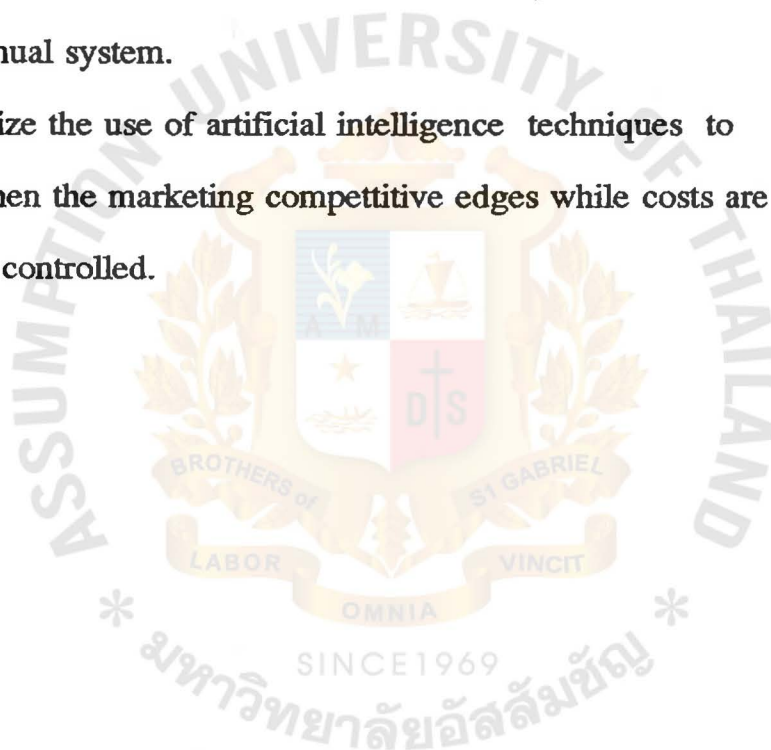 nual system.
ize the use of artificial intelligence techniques to
nen the marketing compettitive edges while costs are
controlled.
ASSUMPTION UNIVERSITY OF THAILAND
A M
D S
BROTHERS of ST GABRIEL
LABOR VINCIT
OMNIA
SINCE1969
* มหาวิทยาลัยอัสสัมชัญ *